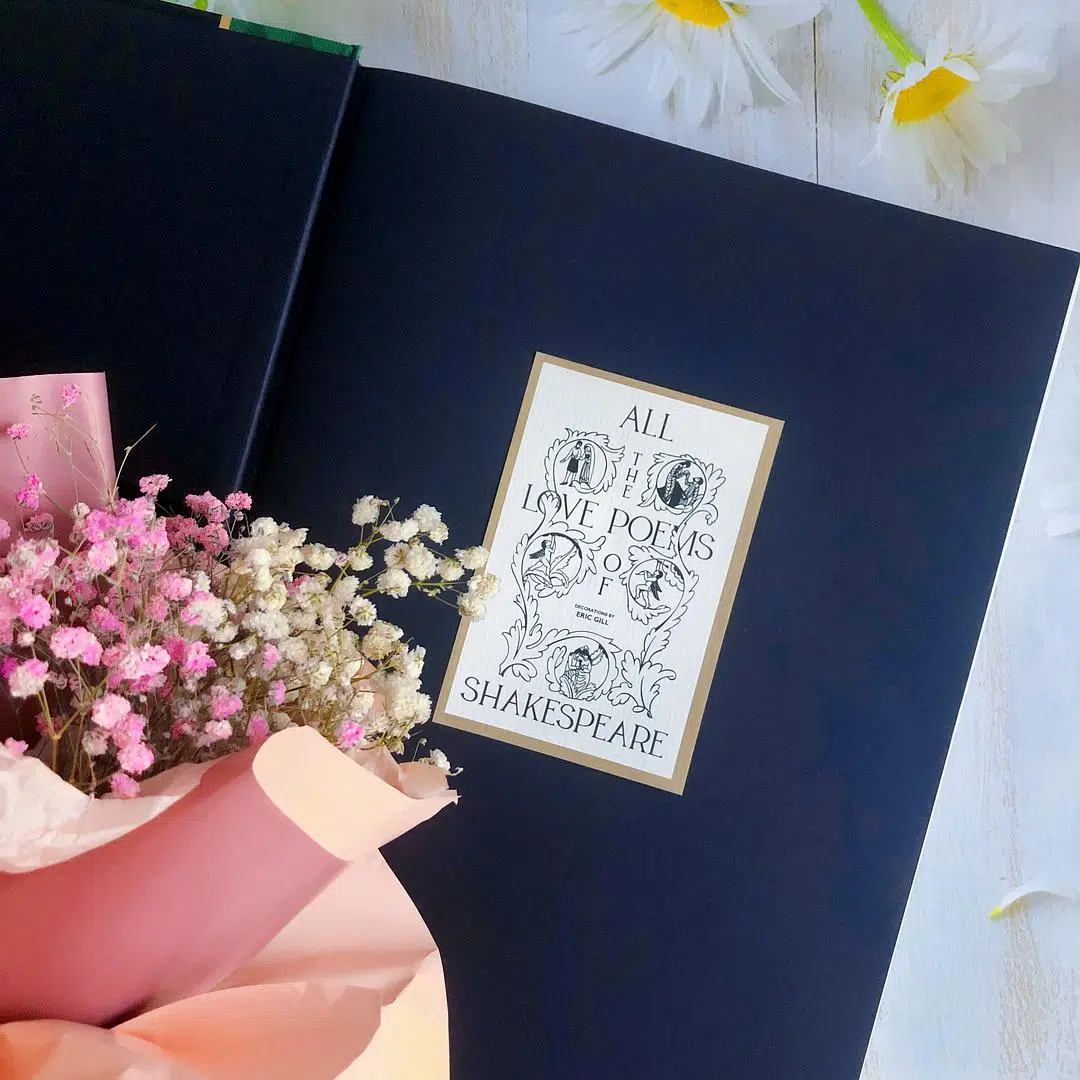 ALL
THE
LOVE POEMS
OF
DECORATIONS BY
ERIC GILL
SHAKESPEARE